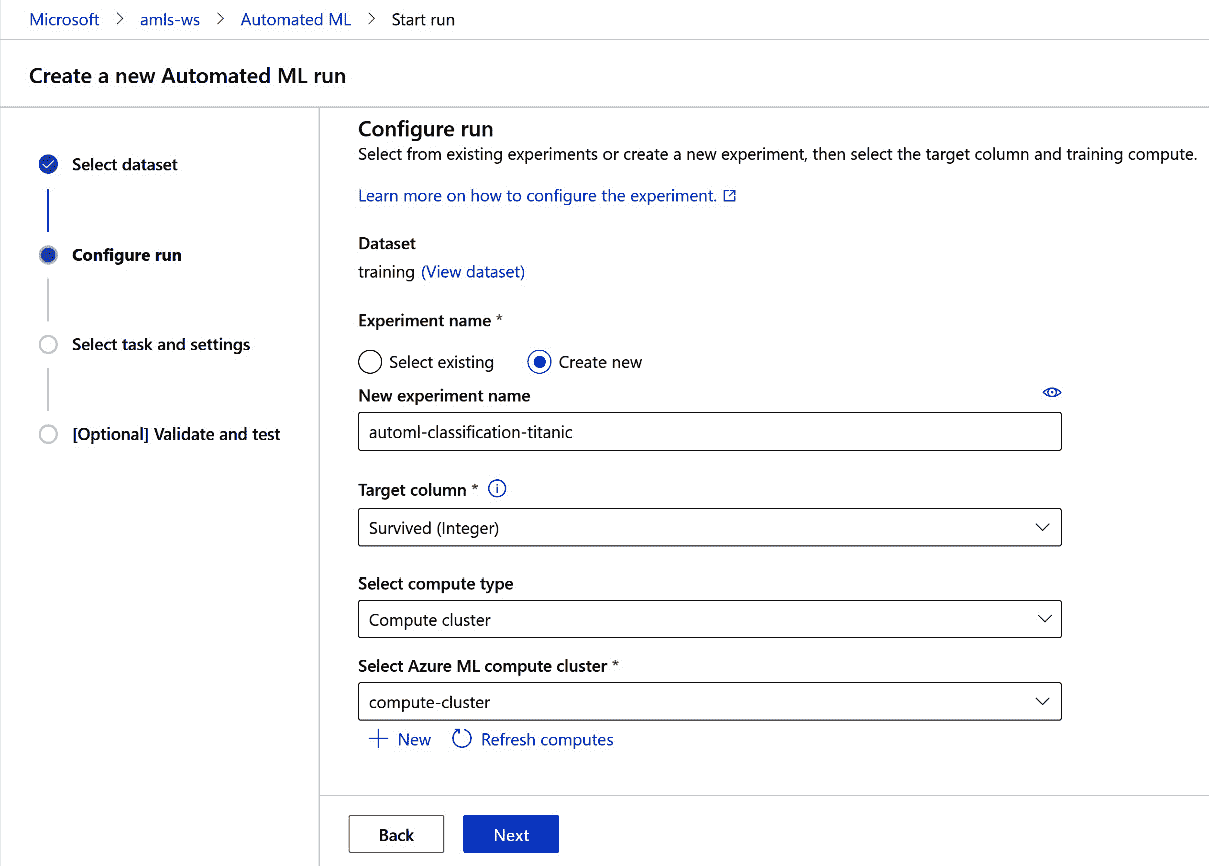 Microsoft > amls-ws > Automated ML > Start run
Create a new Automated ML run
Select dataset
Configure run
Select task and settings
[Optional] Validate and test
Configure run
Select from existing experiments or create a new experiment, then select the target column and training compute.
Learn more on how to configure the experiment.
Dataset
training (View dataset)
Experiment name *
Select existing Create new
New experiment name
automl-classification-titanic
Target column *
Survived (Integer)
Select compute type
Compute cluster
Select Azure ML compute cluster *
compute-cluster
New Refresh computes
Back Next